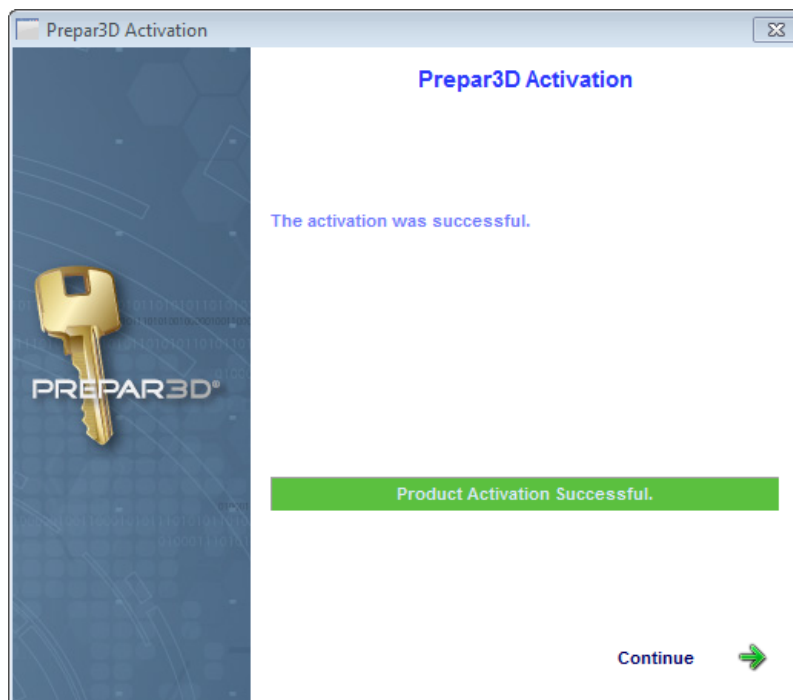 Prepar3D Activation
Prepar3D Activation
The activation was successful.
PREPAR3D®
Product Activation Successful.
Continue